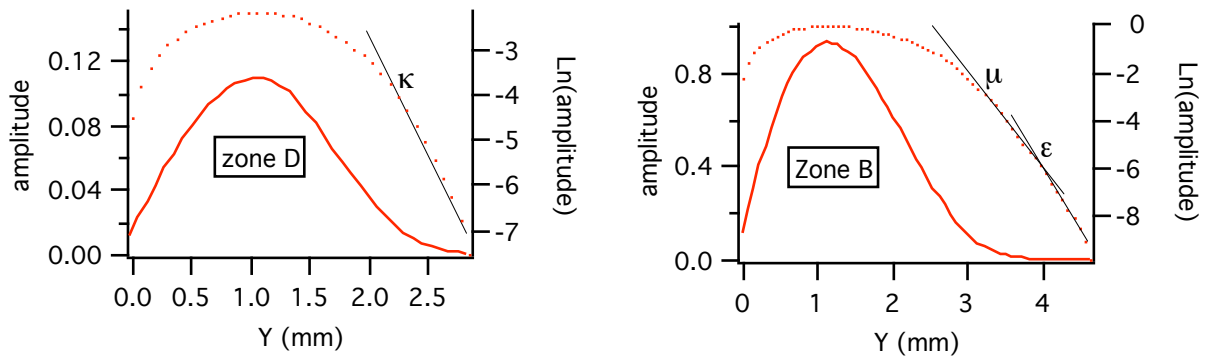 amplitude
0.12
0.08
0.04
0.00
zone D
κ
-3
-4
-5
-6
-7
Ln(amplitude)
0.0 0.5 1.0 1.5 2.0 2.5
Y (mm)
amplitude
0.8
0.4
0.0
Zone B
μ
ε
0
-2
-4
-6
-8
Ln(amplitude)
0 1 2 3 4
Y (mm)